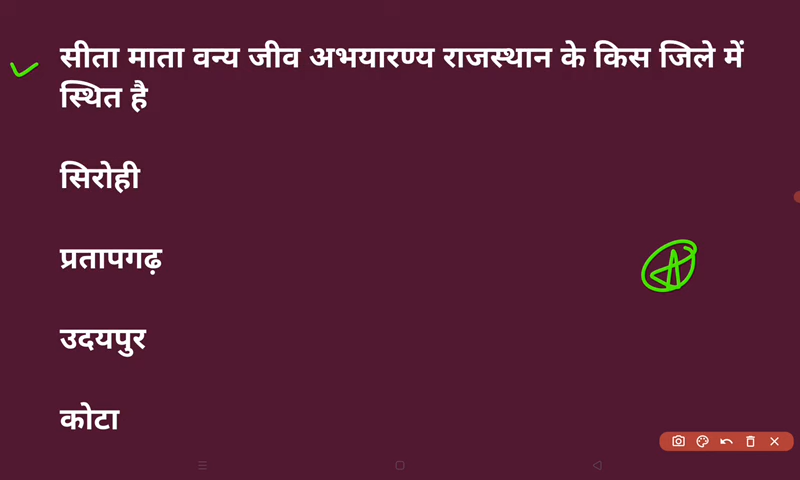 सीता माता वन्य जीव अभयारण्य राजस्थान के किस जिले में
स्थित है
सिरोही
प्रतापगढ़
उदयपुर
कोटा